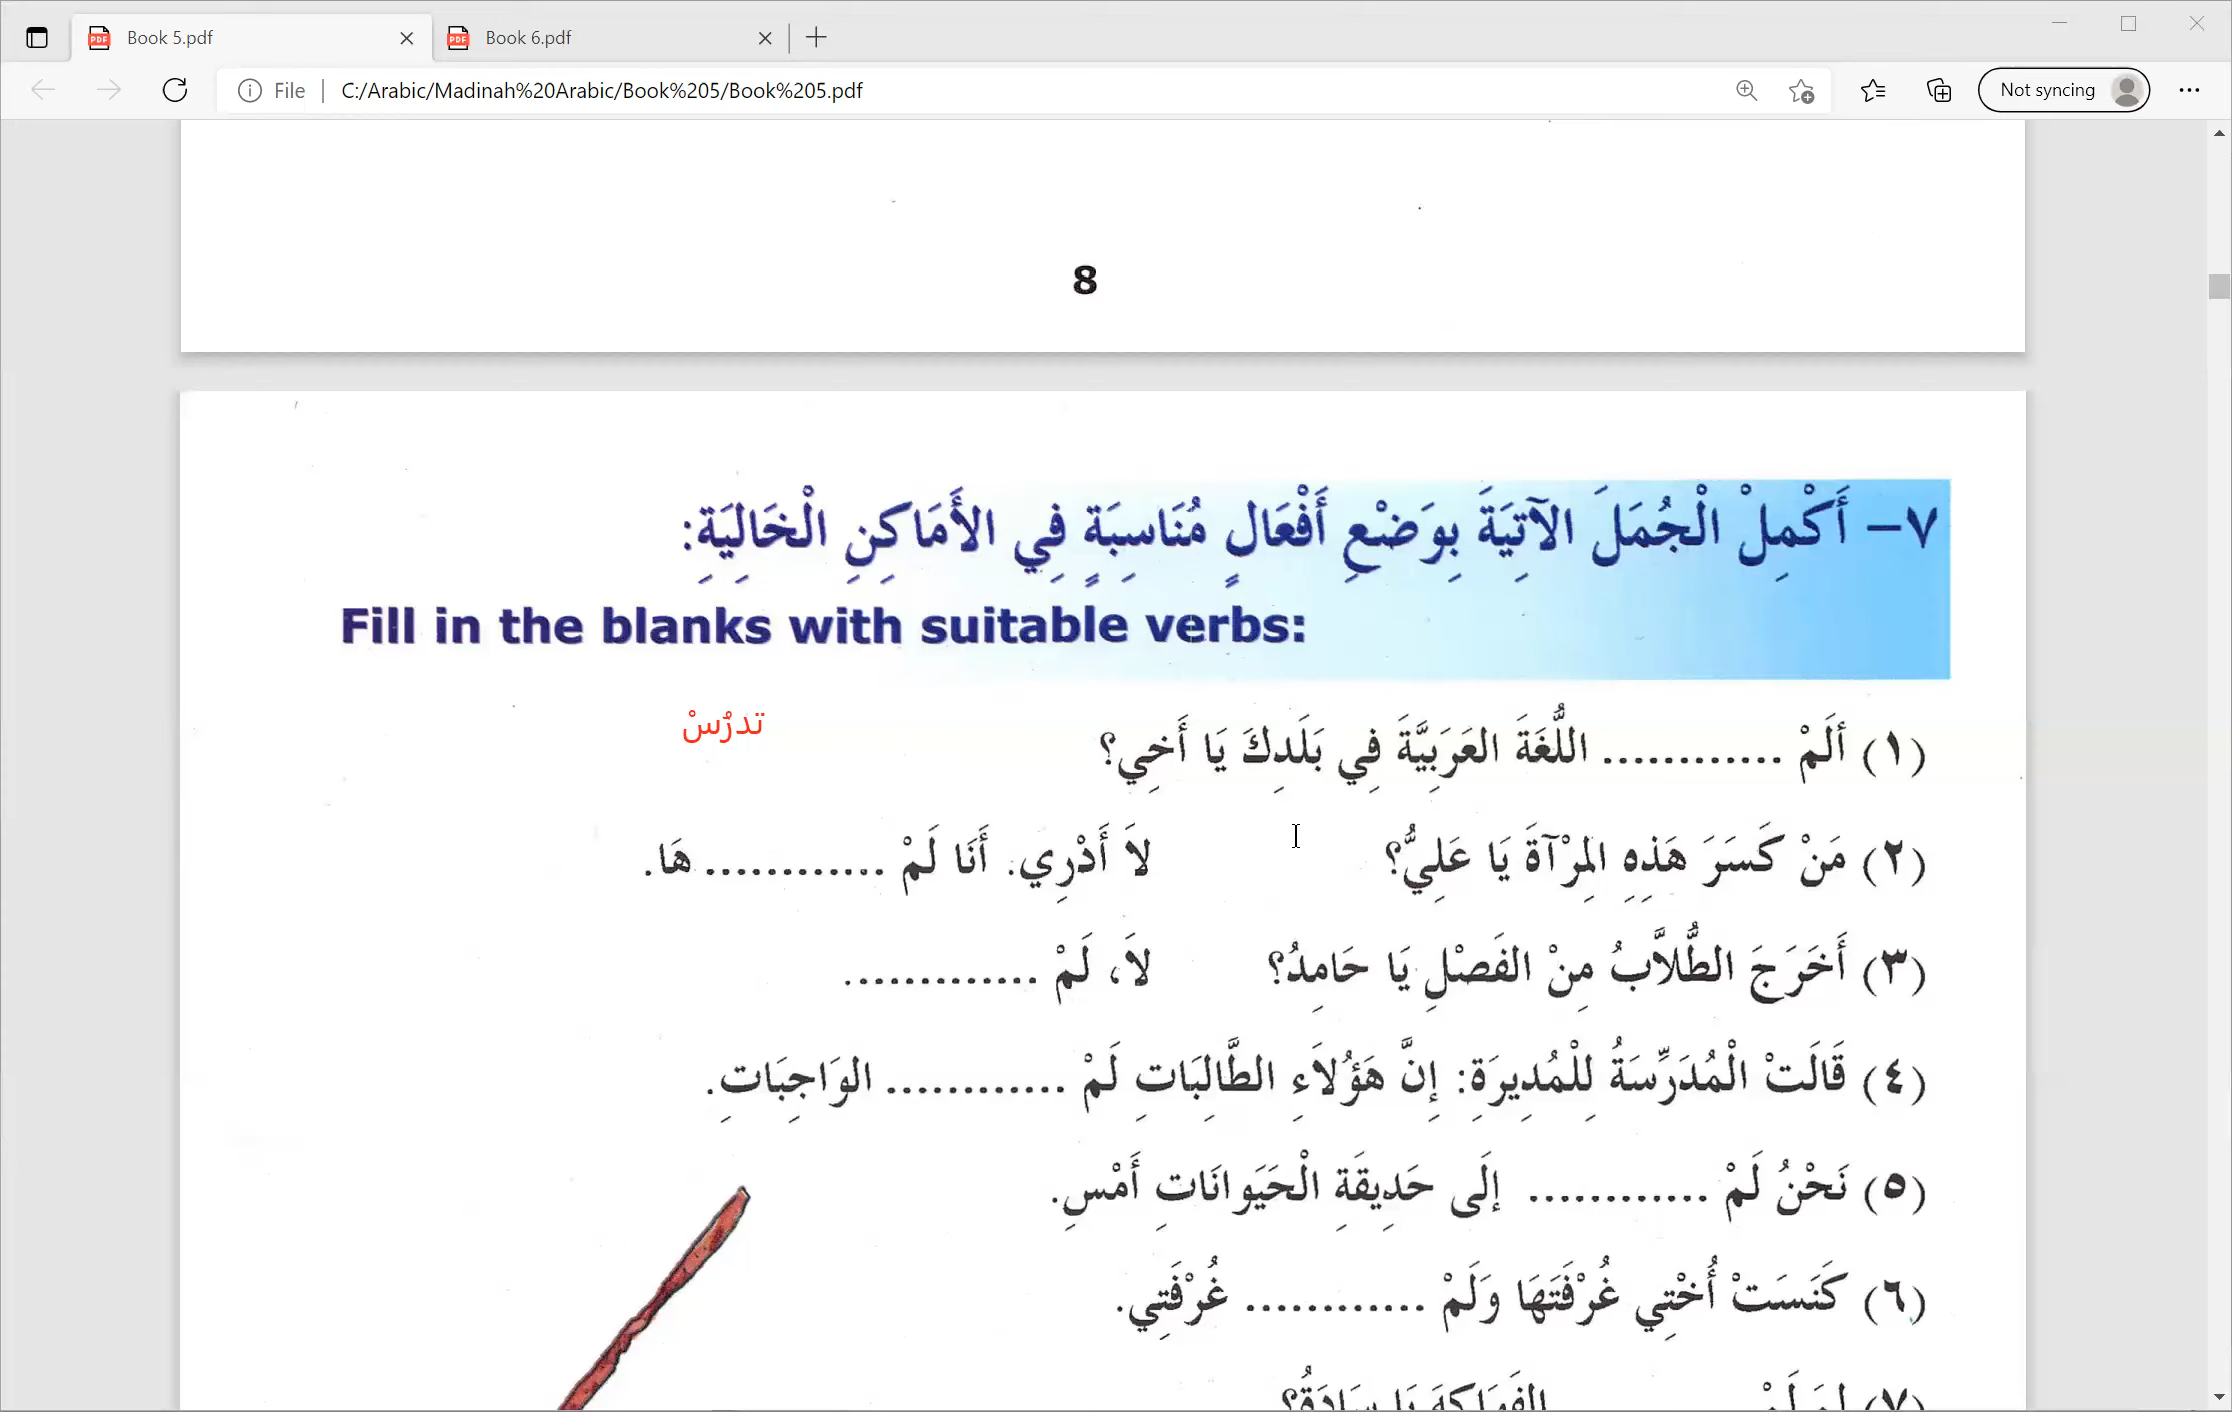 Book 5.pdf
Book 6.pdf
File
C:/Arabic/Madinah%20Arabic/Book%205/Book%205.pdf
Not syncing
8
٧- أَكْمِلْ الْجُمَلَ الآتِيَةَ بِوَضْعِ أَفْعَالٍ مُنَاسِبَةٍ فِي الأَمَاكِنِ الْخَالِيَةِ:
Fill in the blanks with suitable verbs:
تدرُسْ
(١) أَلَمْ ............ اللُّغَةَ العَرَبِيَّةَ فِي بَلَدِكَ يَا أَخِي؟
(٢) مَنْ كَسَرَ هَذِهِ المِرْآةَ يَا عَلِيُّ؟ لاَ أَدْرِي. أَنَا لَمْ ............ هَا.
(٣) أَخَرَجَ الطُّلاَّبُ مِنْ الفَصْلِ يَا حَامِدُ؟ لاَ، لَمْ .............
(٤) قَالَتْ الْمُدَرِّسَةُ لِلْمُدِيرَةِ: إِنَّ هَؤُلاَءِ الطَّالِبَاتِ لَمْ ............ الوَاجِبَاتِ.
(٥) نَحْنُ لَمْ ............ إِلَى حَدِيقَةِ الْحَيَوانَاتِ أَمْسِ.
(٦) كَنَسَتْ أُخْتِي غُرْفَتَهَا وَلَمْ ............ غُرْفَتِي.